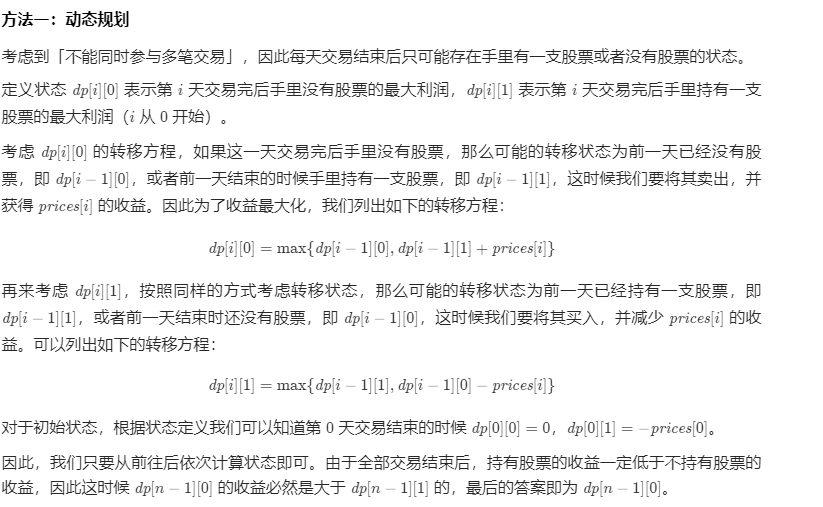 方法一：动态规划
考虑到「不能同时参与多笔交易」，因此每天交易结束后只可能存在手里有一支股票或者没有股票的状态。
定义状态 dp[i][0] 表示第 i 天交易完后手里没有股票的最大利润，dp[i][1] 表示第 i 天交易完后手里持有一支
股票的最大利润（i 从 0 开始）。
考虑 dp[i][0] 的转移方程，如果这一天交易完后手里没有股票，那么可能的转移状态为前一天已经没有股
票，即 dp[i − 1][0]，或者前一天结束的时候手里持有一支股票，即 dp[i − 1][1]，这时候我们要将其卖出，并
获得 prices[i] 的收益。因此为了收益最大化，我们列出如下的转移方程：
dp[i][0] = max{dp[i − 1][0], dp[i − 1][1] + prices[i]}
再来考虑 dp[i][1]，按照同样的方式考虑转移状态，那么可能的转移状态为前一天已经持有一支股票，即
dp[i − 1][1]，或者前一天结束时还没有股票，即 dp[i − 1][0]，这时候我们要将其买入，并减少 prices[i] 的收
益。可以列出如下的转移方程：
dp[i][1] = max{dp[i − 1][1], dp[i − 1][0] − prices[i]}
对于初始状态，根据状态定义我们可以知道第 0 天交易结束的时候 dp[0][0] = 0，dp[0][1] = −prices[0]。
因此，我们只要从前往后依次计算状态即可。由于全部交易结束后，持有股票的收益一定低于不持有股票的
收益，因此这时候 dp[n − 1][0] 的收益必然是大于 dp[n − 1][1] 的，最后的答案即为 dp[n − 1][0]。